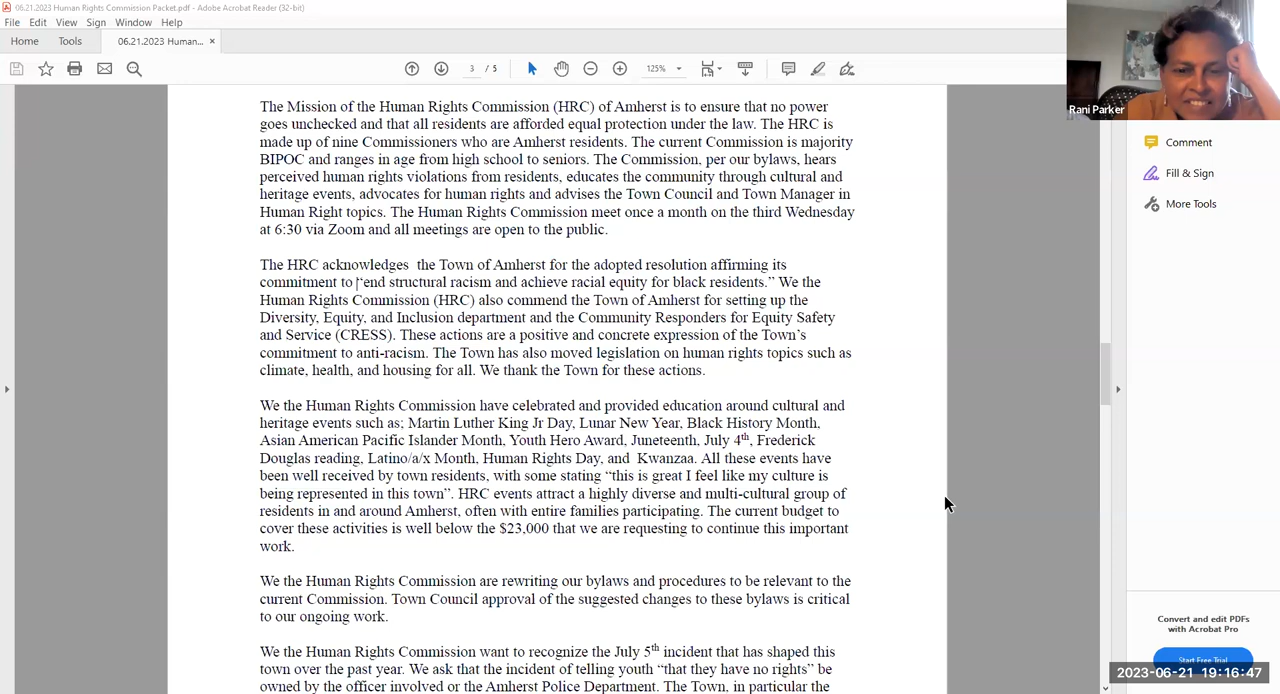 06.21.2023 Human Rights Commission Packet.pdf - Adobe Acrobat Reader (32-bit)
File Edit View Sign Window Help
Home Tools 06.21.2023 Human... ×
3 / 5 125%
Rani Parker
Comment
Fill & Sign
More Tools
The Mission of the Human Rights Commission (HRC) of Amherst is to ensure that no power
goes unchecked and that all residents are afforded equal protection under the law. The HRC is
made up of nine Commissioners who are Amherst residents. The current Commission is majority
BIPOC and ranges in age from high school to seniors. The Commission, per our bylaws, hears
perceived human rights violations from residents, educates the community through cultural and
heritage events, advocates for human rights and advises the Town Council and Town Manager in
Human Right topics. The Human Rights Commission meet once a month on the third Wednesday
at 6:30 via Zoom and all meetings are open to the public.
The HRC acknowledges the Town of Amherst for the adopted resolution affirming its
commitment to “end structural racism and achieve racial equity for black residents.” We the
Human Rights Commission (HRC) also commend the Town of Amherst for setting up the
Diversity, Equity, and Inclusion department and the Community Responders for Equity Safety
and Service (CRESS). These actions are a positive and concrete expression of the Town’s
commitment to anti-racism. The Town has also moved legislation on human rights topics such as
climate, health, and housing for all. We thank the Town for these actions.
We the Human Rights Commission have celebrated and provided education around cultural and
heritage events such as; Martin Luther King Jr Day, Lunar New Year, Black History Month,
Asian American Pacific Islander Month, Youth Hero Award, Juneteenth, July 4th, Frederick
Douglas reading, Latino/a/x Month, Human Rights Day, and Kwanzaa. All these events have
been well received by town residents, with some stating “this is great I feel like my culture is
being represented in this town”. HRC events attract a highly diverse and multi-cultural group of
residents in and around Amherst, often with entire families participating. The current budget to
cover these activities is well below the $23,000 that we are requesting to continue this important
work.
We the Human Rights Commission are rewriting our bylaws and procedures to be relevant to the
current Commission. Town Council approval of the suggested changes to these bylaws is critical
to our ongoing work.
We the Human Rights Commission want to recognize the July 5th incident that has shaped this
town over the past year. We ask that the incident of telling youth “that they have no rights” be
owned by the officer involved or the Amherst Police Department. The Town, in particular the
Convert and edit PDFs
with Acrobat Pro
Start Free Trial
2023-06-21 19:16:47